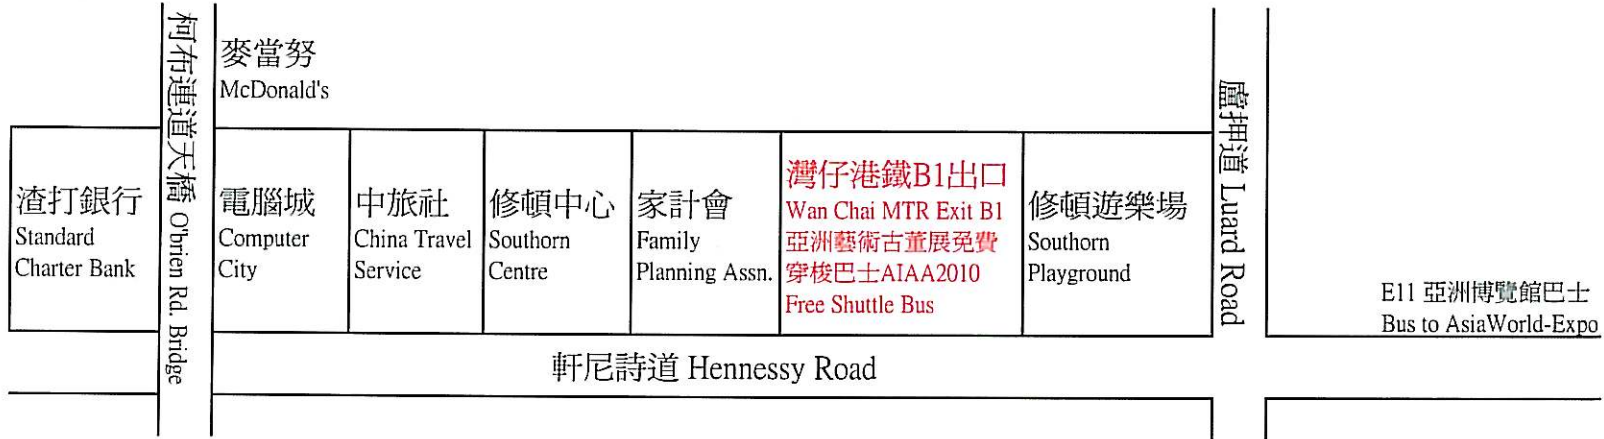 柯布連道天橋 O'brien Rd. Bridge
麥當努
McDonald's
渣打銀行
Standard
Charter Bank
電腦城
Computer
City
中旅社
China Travel
Service
修頓中心
Southorn
Centre
家計會
Family
Planning Assn.
灣仔港鐵B1出口
Wan Chai MTR Exit B1
亞洲藝術古董展免費
穿梭巴士AIAA2010
Free Shuttle Bus
修頓遊樂場
Southorn
Playground
盧押道 Luard Road
E11 亞洲博覽館巴士
Bus to AsiaWorld-Expo
軒尼詩道 Hennessy Road